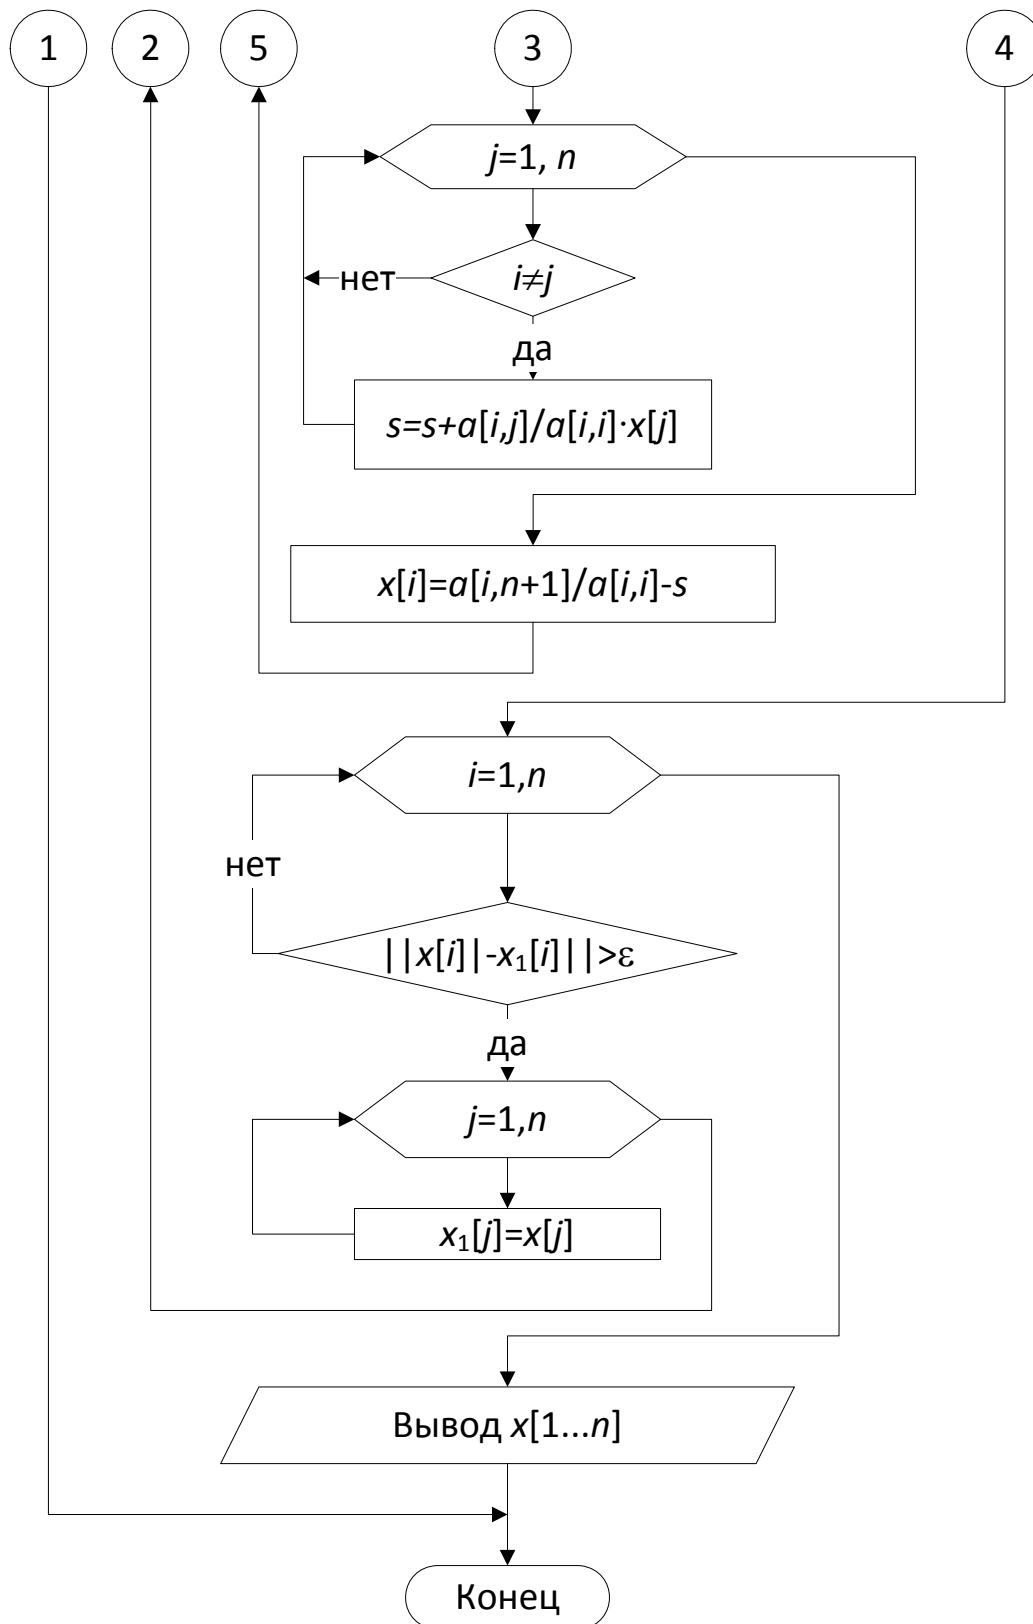 1
2
5
3
4
j=1, n
нет
i≠j
да
s=s+a[i,j]/a[i,i]·x[j]
x[i]=a[i,n+1]/a[i,i]-s
i=1,n
нет
||x[i]|-x₁[i]||>ε
да
j=1,n
x₁[j]=x[j]
Вывод x[1...n]
Конец